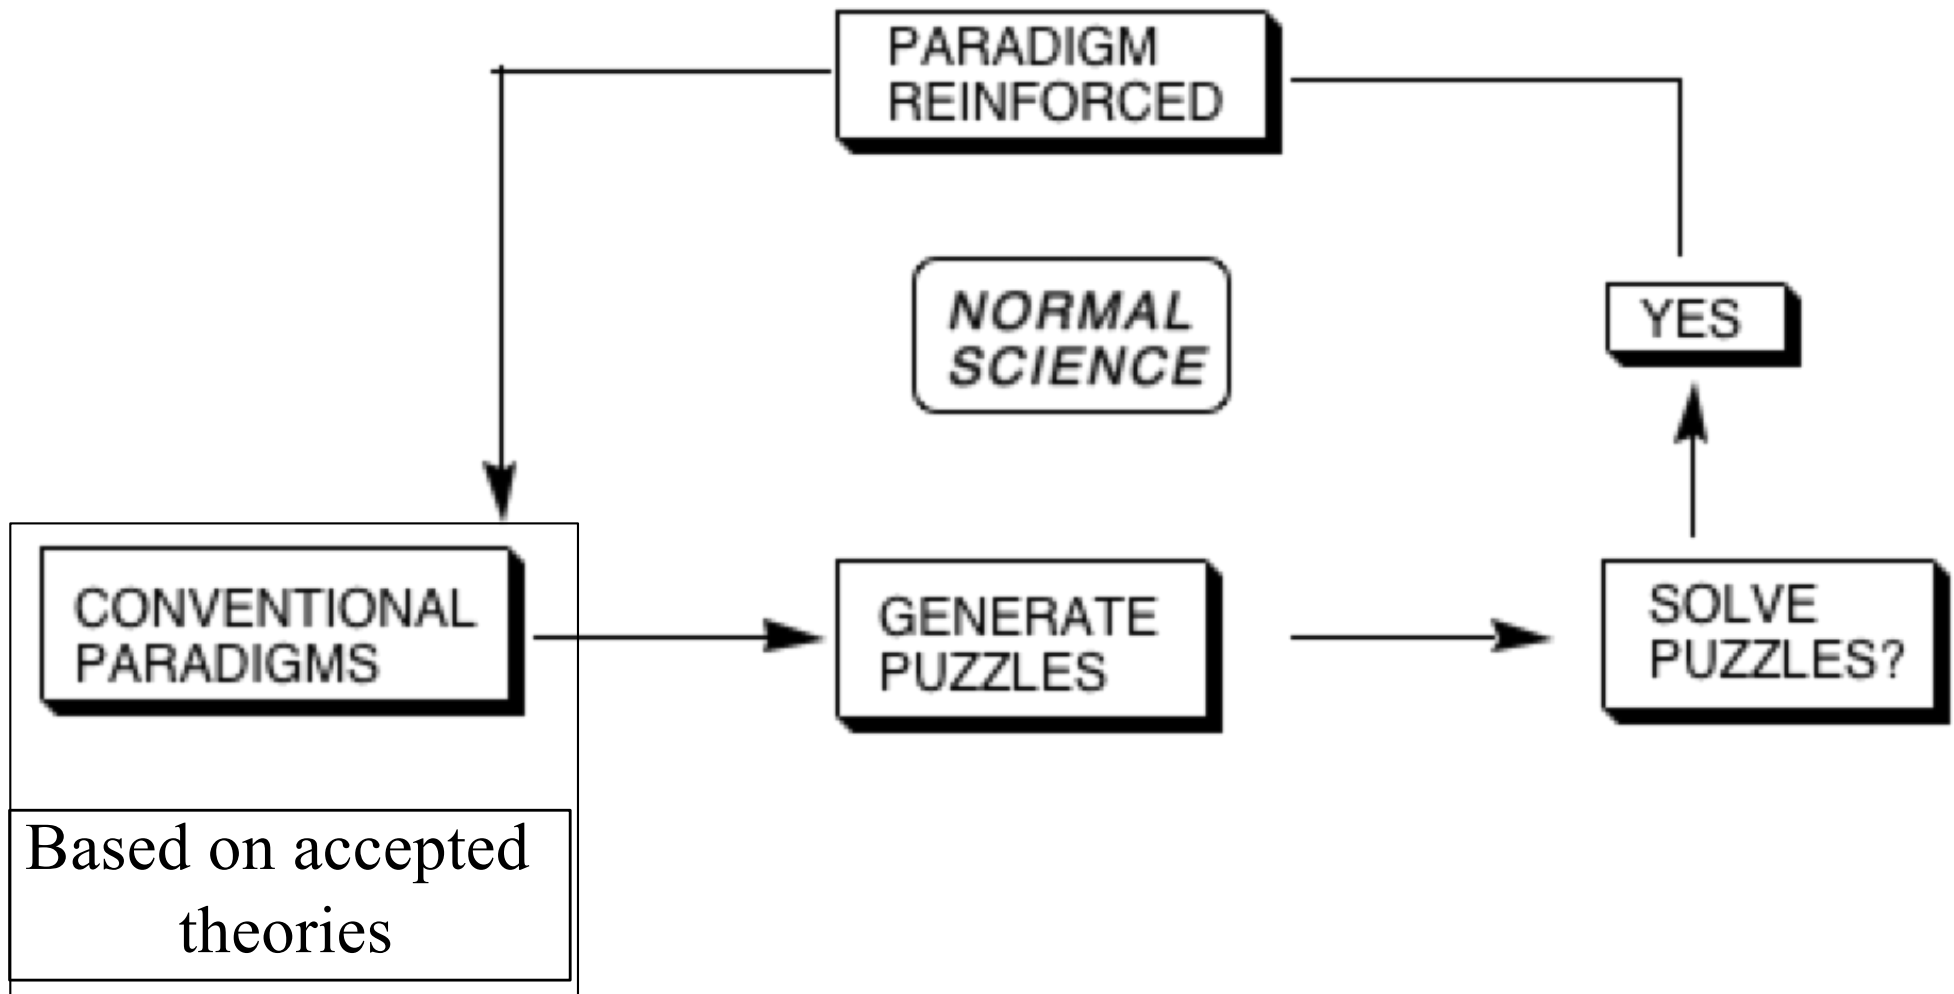 PARADIGM
REINFORCED
NORMAL
SCIENCE
YES
CONVENTIONAL
PARADIGMS
GENERATE
PUZZLES
SOLVE
PUZZLES?
Based on accepted
theories